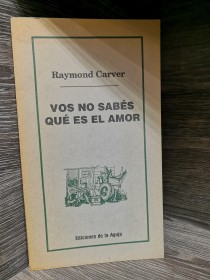 Raymond Carver
VOS NO SABÉS
QUÉ ES EL AMOR
Ediciones de la Aguja